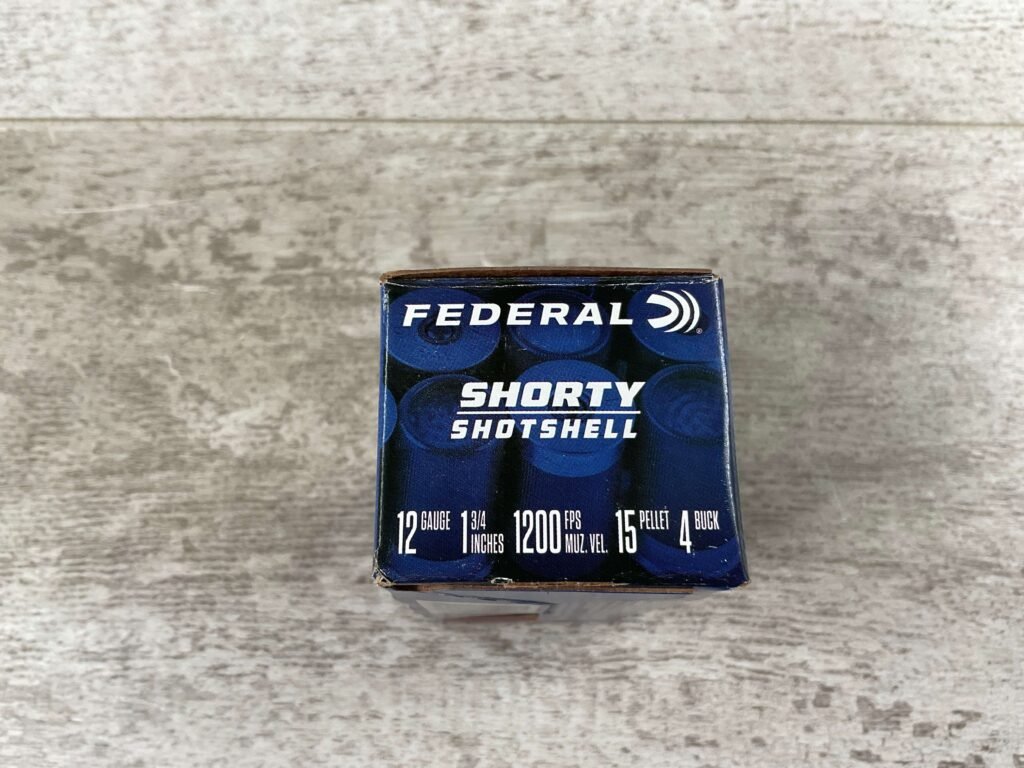 FEDERAL ®
SHORTY
SHOTSHELL
12 GAUGE 1 3/4 INCHES 1200 FPS MUZ. VEL. 15 PELLET 4 BUCK